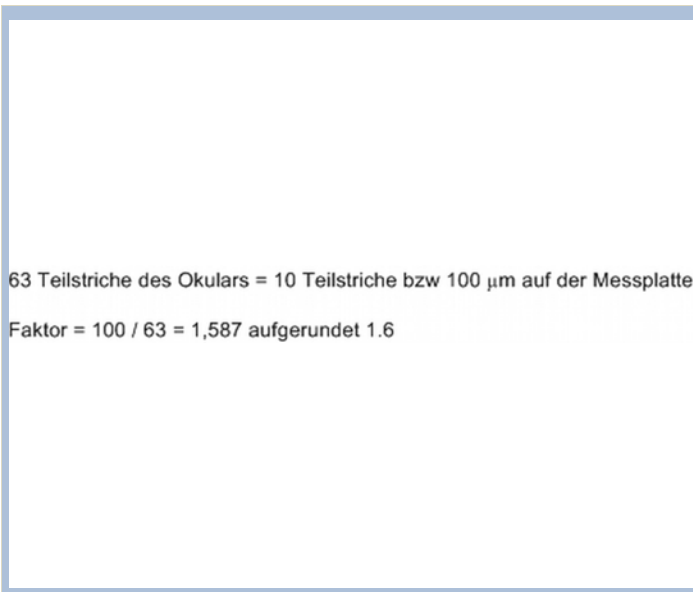 63 Teilstriche des Okulars = 10 Teilstriche bzw 100 µm auf der Messplatte
Faktor = 100 / 63 = 1,587 aufgerundet 1.6